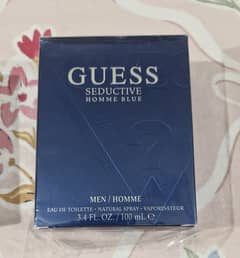 GUESS
SEDUCTIVE
HOMME BLUE
MEN / HOMME
EAU DE TOILETTE • NATURAL SPRAY • VAPORISATEUR
3.4 FL. OZ. / 100 mL ℮